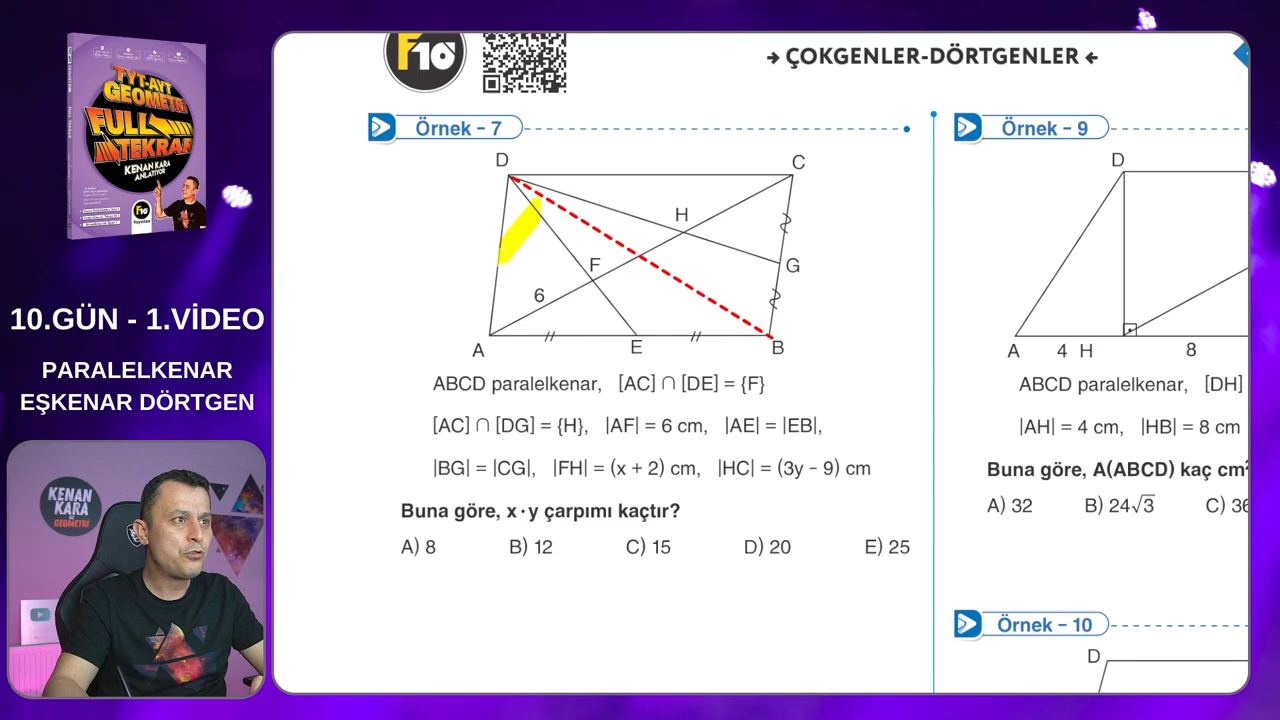 TYT-AYT
GEOMETRİ
FULL
TEKRAR
KENAN KARA
ANLATIYOR
F10
10.GÜN - 1.VİDEO
PARALELKENAR
EŞKENAR DÖRTGEN
KENAN
KARA
GEOMETRİ
F10
ÇOKGENLER-DÖRTGENLER
Örnek – 7
D
C
H
G
F
6
A
E
B
ABCD paralelkenar, [AC] ∩ [DE] = {F}
[AC] ∩ [DG] = {H}, |AF| = 6 cm, |AE| = |EB|,
|BG| = |CG|, |FH| = (x + 2) cm, |HC| = (3y – 9) cm
Buna göre, x·y çarpımı kaçtır?
A) 8 B) 12 C) 15 D) 20 E) 25
Örnek – 9
D
A 4 H 8
ABCD paralelkenar, [DH]
|AH| = 4 cm, |HB| = 8 cm
Buna göre, A(ABCD) kaç cm²
A) 32 B) 24√3 C) 36
Örnek – 10
D